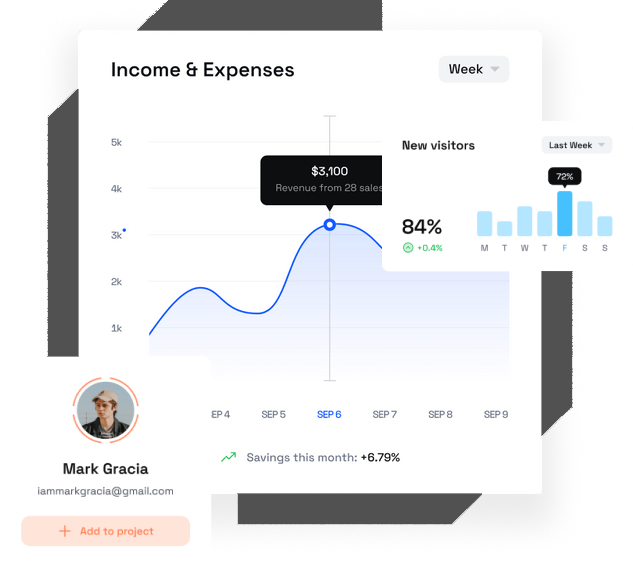 Income & Expenses
Week
5k
4k
3k
2k
1k
$3,100
Revenue from 28 sales
New visitors
Last Week
72%
84%
+0.4%
M T W T F S S
EP 4 SEP 5 SEP 6 SEP 7 SEP 8 SEP 9
Savings this month: +6.79%
Mark Gracia
iammarkgracia@gmail.com
Add to project